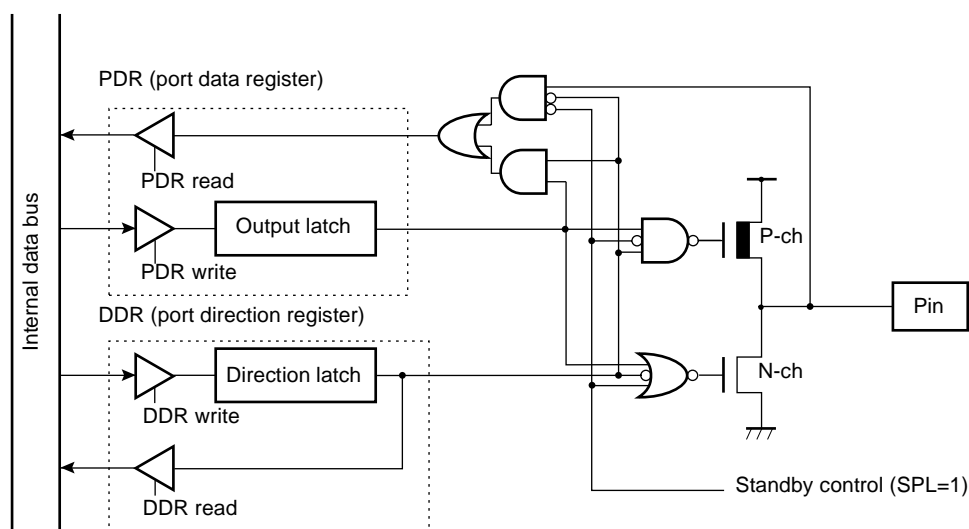 PDR (port data register)
PDR read
Output latch
PDR write
P-ch
Internal data bus
Pin
DDR (port direction register)
Direction latch
N-ch
DDR write
DDR read
Standby control (SPL=1)